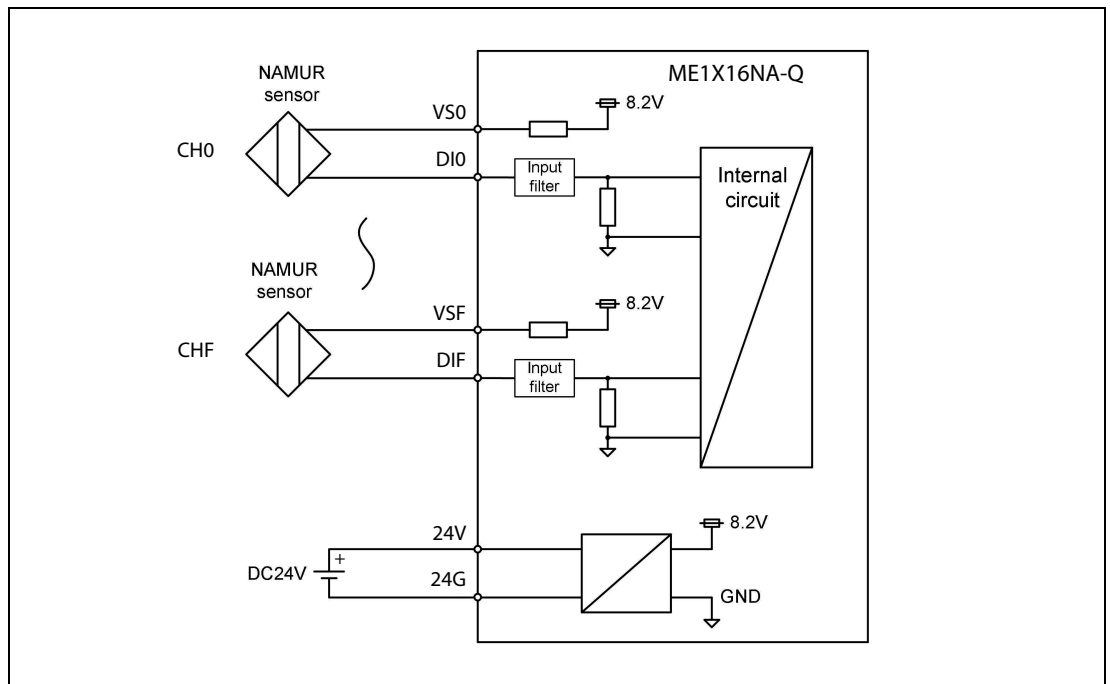 ME1X16NA-Q
NAMUR
sensor
CH0
VS0
8.2V
DI0
Input
filter
Internal
circuit
NAMUR
sensor
CHF
VSF
8.2V
DIF
Input
filter
24V
8.2V
DC24V
+
24G
GND